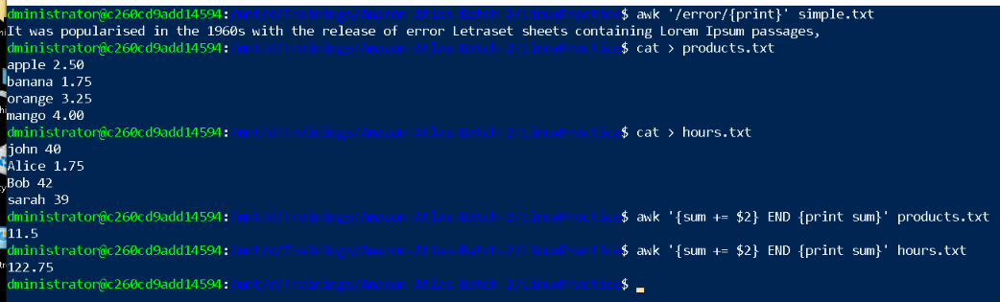 dministrator@c260cd9add14594:/mnt/d/Trainings/Amazon-Atlas-Batch-2/LinuxPractice$ awk '/error/{print}' simple.txt
It was popularised in the 1960s with the release of error Letraset sheets containing Lorem Ipsum passages,
dministrator@c260cd9add14594:/mnt/d/Trainings/Amazon-Atlas-Batch-2/LinuxPractice$ cat > products.txt
apple 2.50
banana 1.75
orange 3.25
mango 4.00
dministrator@c260cd9add14594:/mnt/d/Trainings/Amazon-Atlas-Batch-2/LinuxPractice$ cat > hours.txt
john 40
Alice 1.75
Bob 42
sarah 39
dministrator@c260cd9add14594:/mnt/d/Trainings/Amazon-Atlas-Batch-2/LinuxPractice$ awk '{sum += $2} END {print sum}' products.txt
11.5
dministrator@c260cd9add14594:/mnt/d/Trainings/Amazon-Atlas-Batch-2/LinuxPractice$ awk '{sum += $2} END {print sum}' hours.txt
122.75
dministrator@c260cd9add14594:/mnt/d/Trainings/Amazon-Atlas-Batch-2/LinuxPractice$